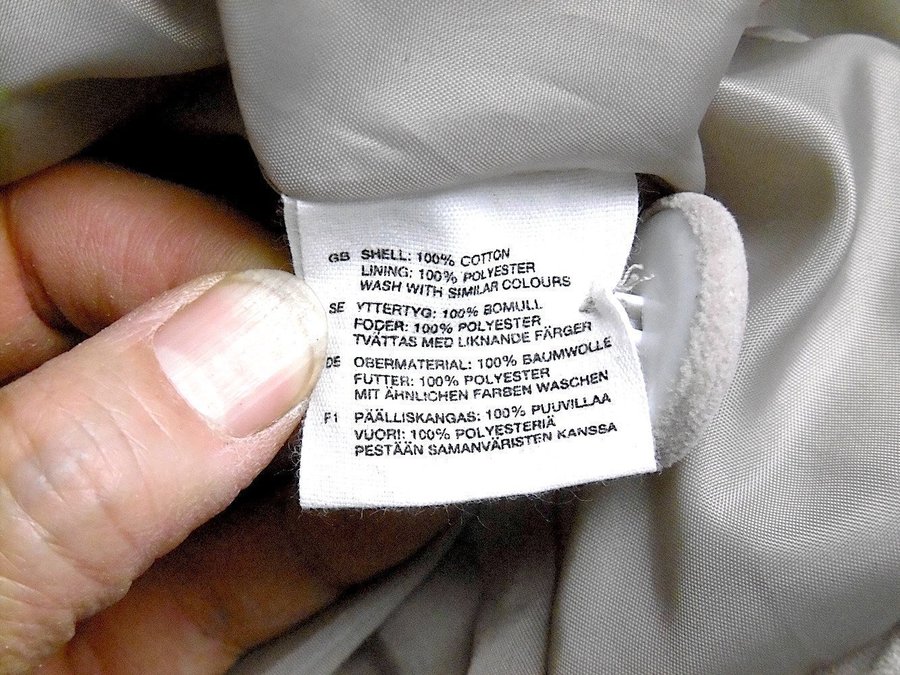 GB SHELL: 100% COTTON
LINING: 100% POLYESTER
WASH WITH SIMILAR COLOURS
SE YTTERTYG: 100% BOMULL
FODER: 100% POLYESTER
TVÄTTAS MED LIKNANDE FÄRGER
DE OBERMATERIAL: 100% BAUMWOLLE
FUTTER: 100% POLYESTER
MIT ÄHNLICHEN FARBEN WASCHEN
FI PÄÄLLISKANGAS: 100% PUUVILLAA
VUORI: 100% POLYESTERIÄ
PESTÄÄN SAMANVÄRISTEN KANSSA